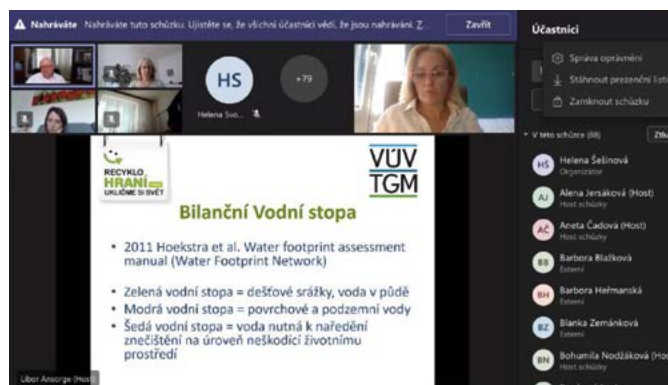 Nahráváte Nahráváte tuto schůzku. Ujistěte se, že všichni účastníci vědí, že jsou nahráváni. Z...
Zavřít
Účastníci
Správa oprávnění
Stáhnout prezenční listi
Zamknout schůzku
HS
+79
Helena Svo...
V této schůzce (88)
HŠ
Helena Šešinová
Organizátor
AJ
Alena Jersáková (Host)
Host schůzky
AČ
Aneta Čadová (Host)
Host schůzky
BB
Barbora Blažková
Externí
BH
Barbora Heřmanská
Externí
BZ
Blanka Zemánková
Externí
BN
Bohumila Nodžáková (Hos
Host schůzky
RECYKLO
HRANÍ
UKLIĎME SI SVĚT
VÚV
TGM
Bilanční Vodní stopa
• 2011 Hoekstra et al. Water footprint assessment
manual (Water Footprint Network)
• Zelená vodní stopa = dešťové srážky, voda v půdě
• Modrá vodní stopa = povrchové a podzemní vody
• Šedá vodní stopa = voda nutná k naředění
znečištění na úroveň neškodící životnímu
prostředí
Libor Ansorge (Host)